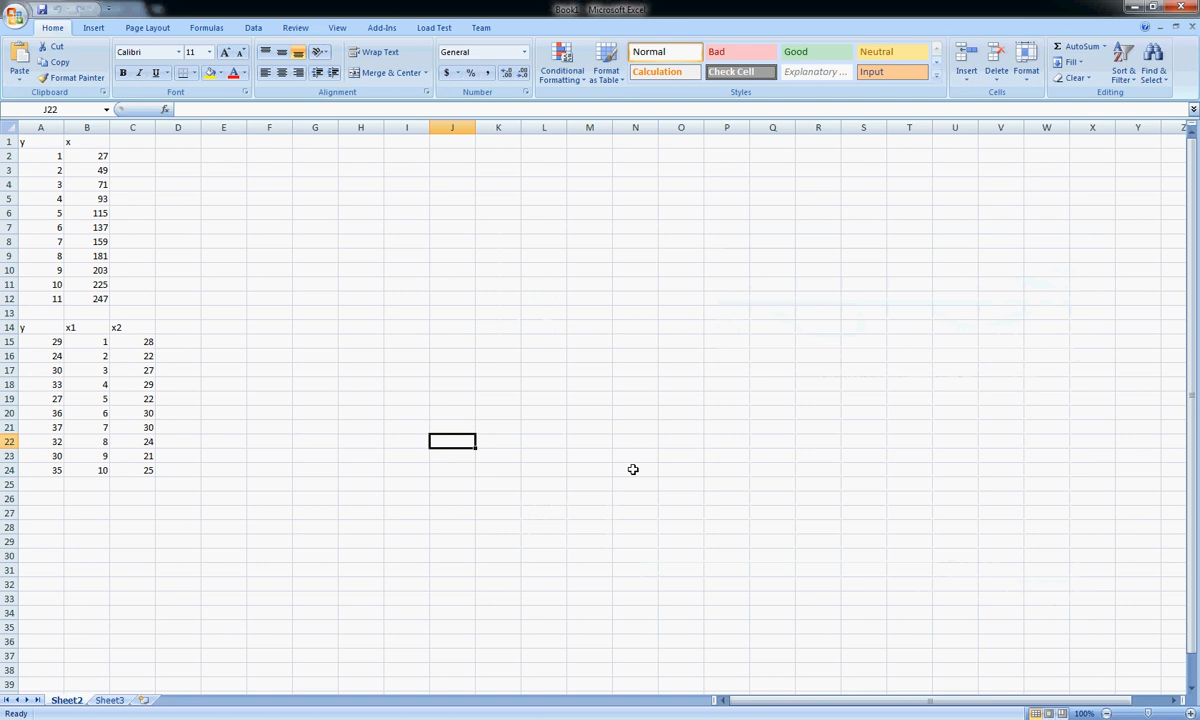 Book1 - Microsoft Excel
Home Insert Page Layout Formulas Data Review View Add-Ins Load Test Team
Paste
Cut
Copy
Format Painter
Calibri 11 A A
B I U A
Wrap Text
Merge & Center
General
$ % ,
Conditional Formatting
Format as Table
Normal Bad Good Neutral
Calculation Check Cell Explanatory ... Input
Insert Delete Format
Σ AutoSum
Fill
Clear
Sort & Filter
Find & Select
Clipboard Font Alignment Number Styles Cells Editing
J22 fx
A B C D E F G H I J K L M N O P Q R S T U V W X Y Z
1 y x
2 1 27
3 2 49
4 3 71
5 4 93
6 5 115
7 6 137
8 7 159
9 8 181
10 9 203
11 10 225
12 11 247
13
14 y x1 x2
15 29 1 28
16 24 2 22
17 30 3 27
18 33 4 29
19 27 5 22
20 36 6 30
21 37 7 30
22 32 8 24
23 30 9 21
24 35 10 25
25
26
27
28
29
30
31
32
33
34
35
36
37
38
39
Sheet2 Sheet3
Ready 100%